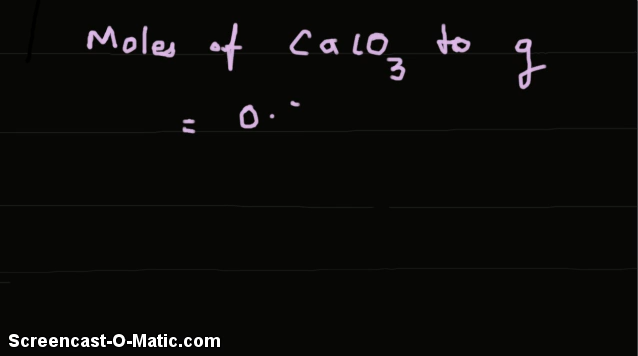 Moles of CaCO3 to g
= 0.
Screencast-O-Matic.com